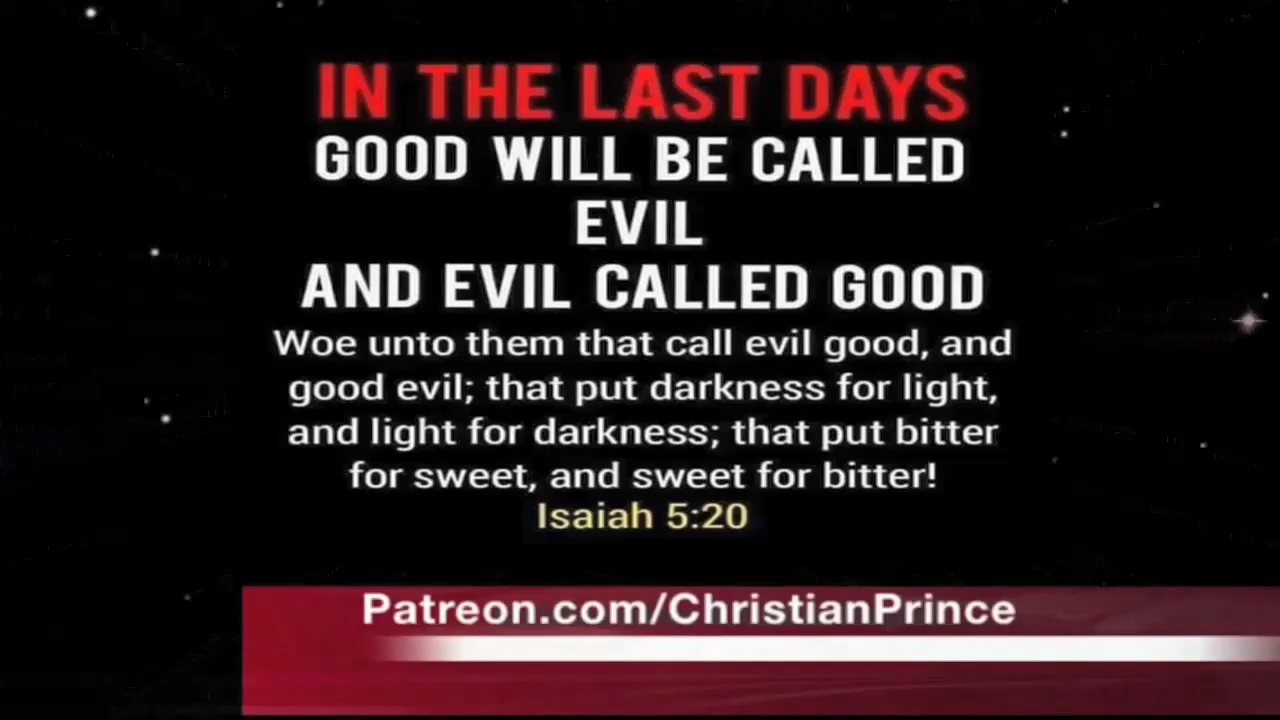 IN THE LAST DAYS
GOOD WILL BE CALLED
EVIL
AND EVIL CALLED GOOD
Woe unto them that call evil good, and
good evil; that put darkness for light,
and light for darkness; that put bitter
for sweet, and sweet for bitter!
Isaiah 5:20
Patreon.com/ChristianPrince